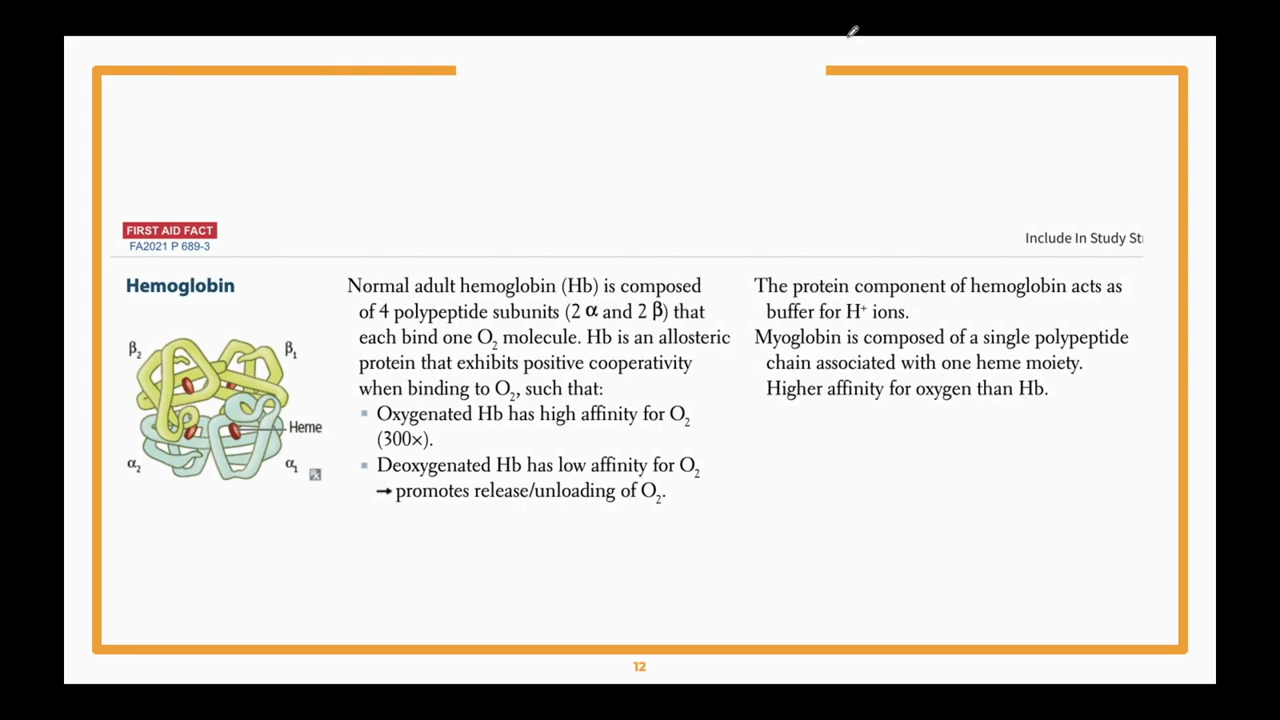 FIRST AID FACT
FA2021 P 689-3
Include In Study St
Hemoglobin
β₂
β₁
Heme
α₂
α₁
Normal adult hemoglobin (Hb) is composed
of 4 polypeptide subunits (2 α and 2 β) that
each bind one O₂ molecule. Hb is an allosteric
protein that exhibits positive cooperativity
when binding to O₂, such that:
▪ Oxygenated Hb has high affinity for O₂
(300×).
▪ Deoxygenated Hb has low affinity for O₂
→ promotes release/unloading of O₂.
The protein component of hemoglobin acts as
buffer for H⁺ ions.
Myoglobin is composed of a single polypeptide
chain associated with one heme moiety.
Higher affinity for oxygen than Hb.
12